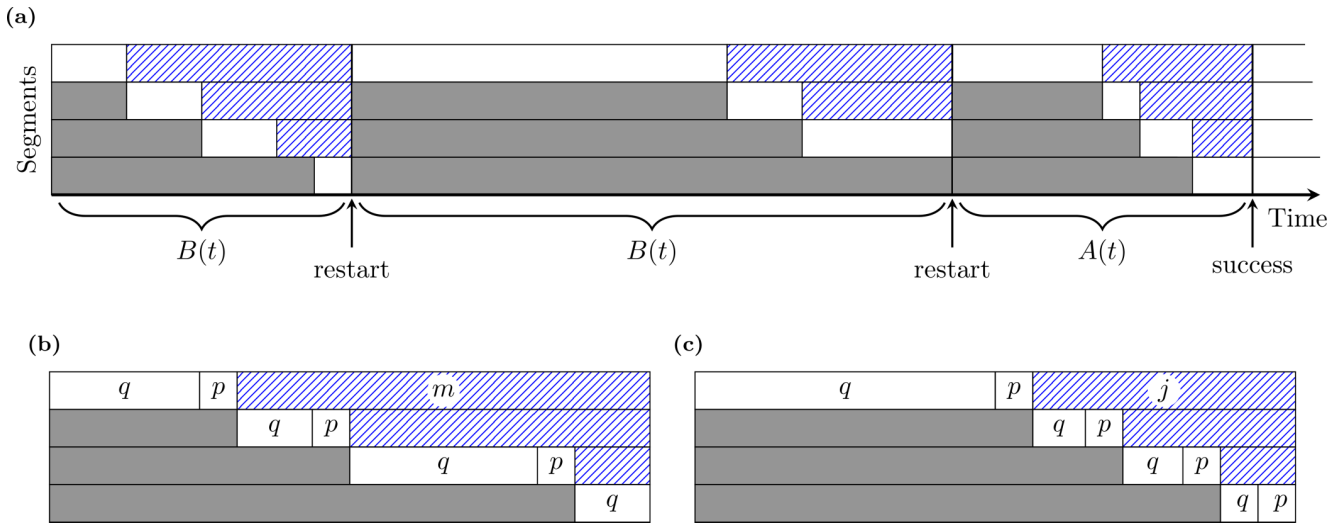 (a)
Segments
B(t)
B(t)
A(t)
Time
restart
restart
success
(b)
q p m
q p
q p
q
(c)
q p j
q p
q p
q p